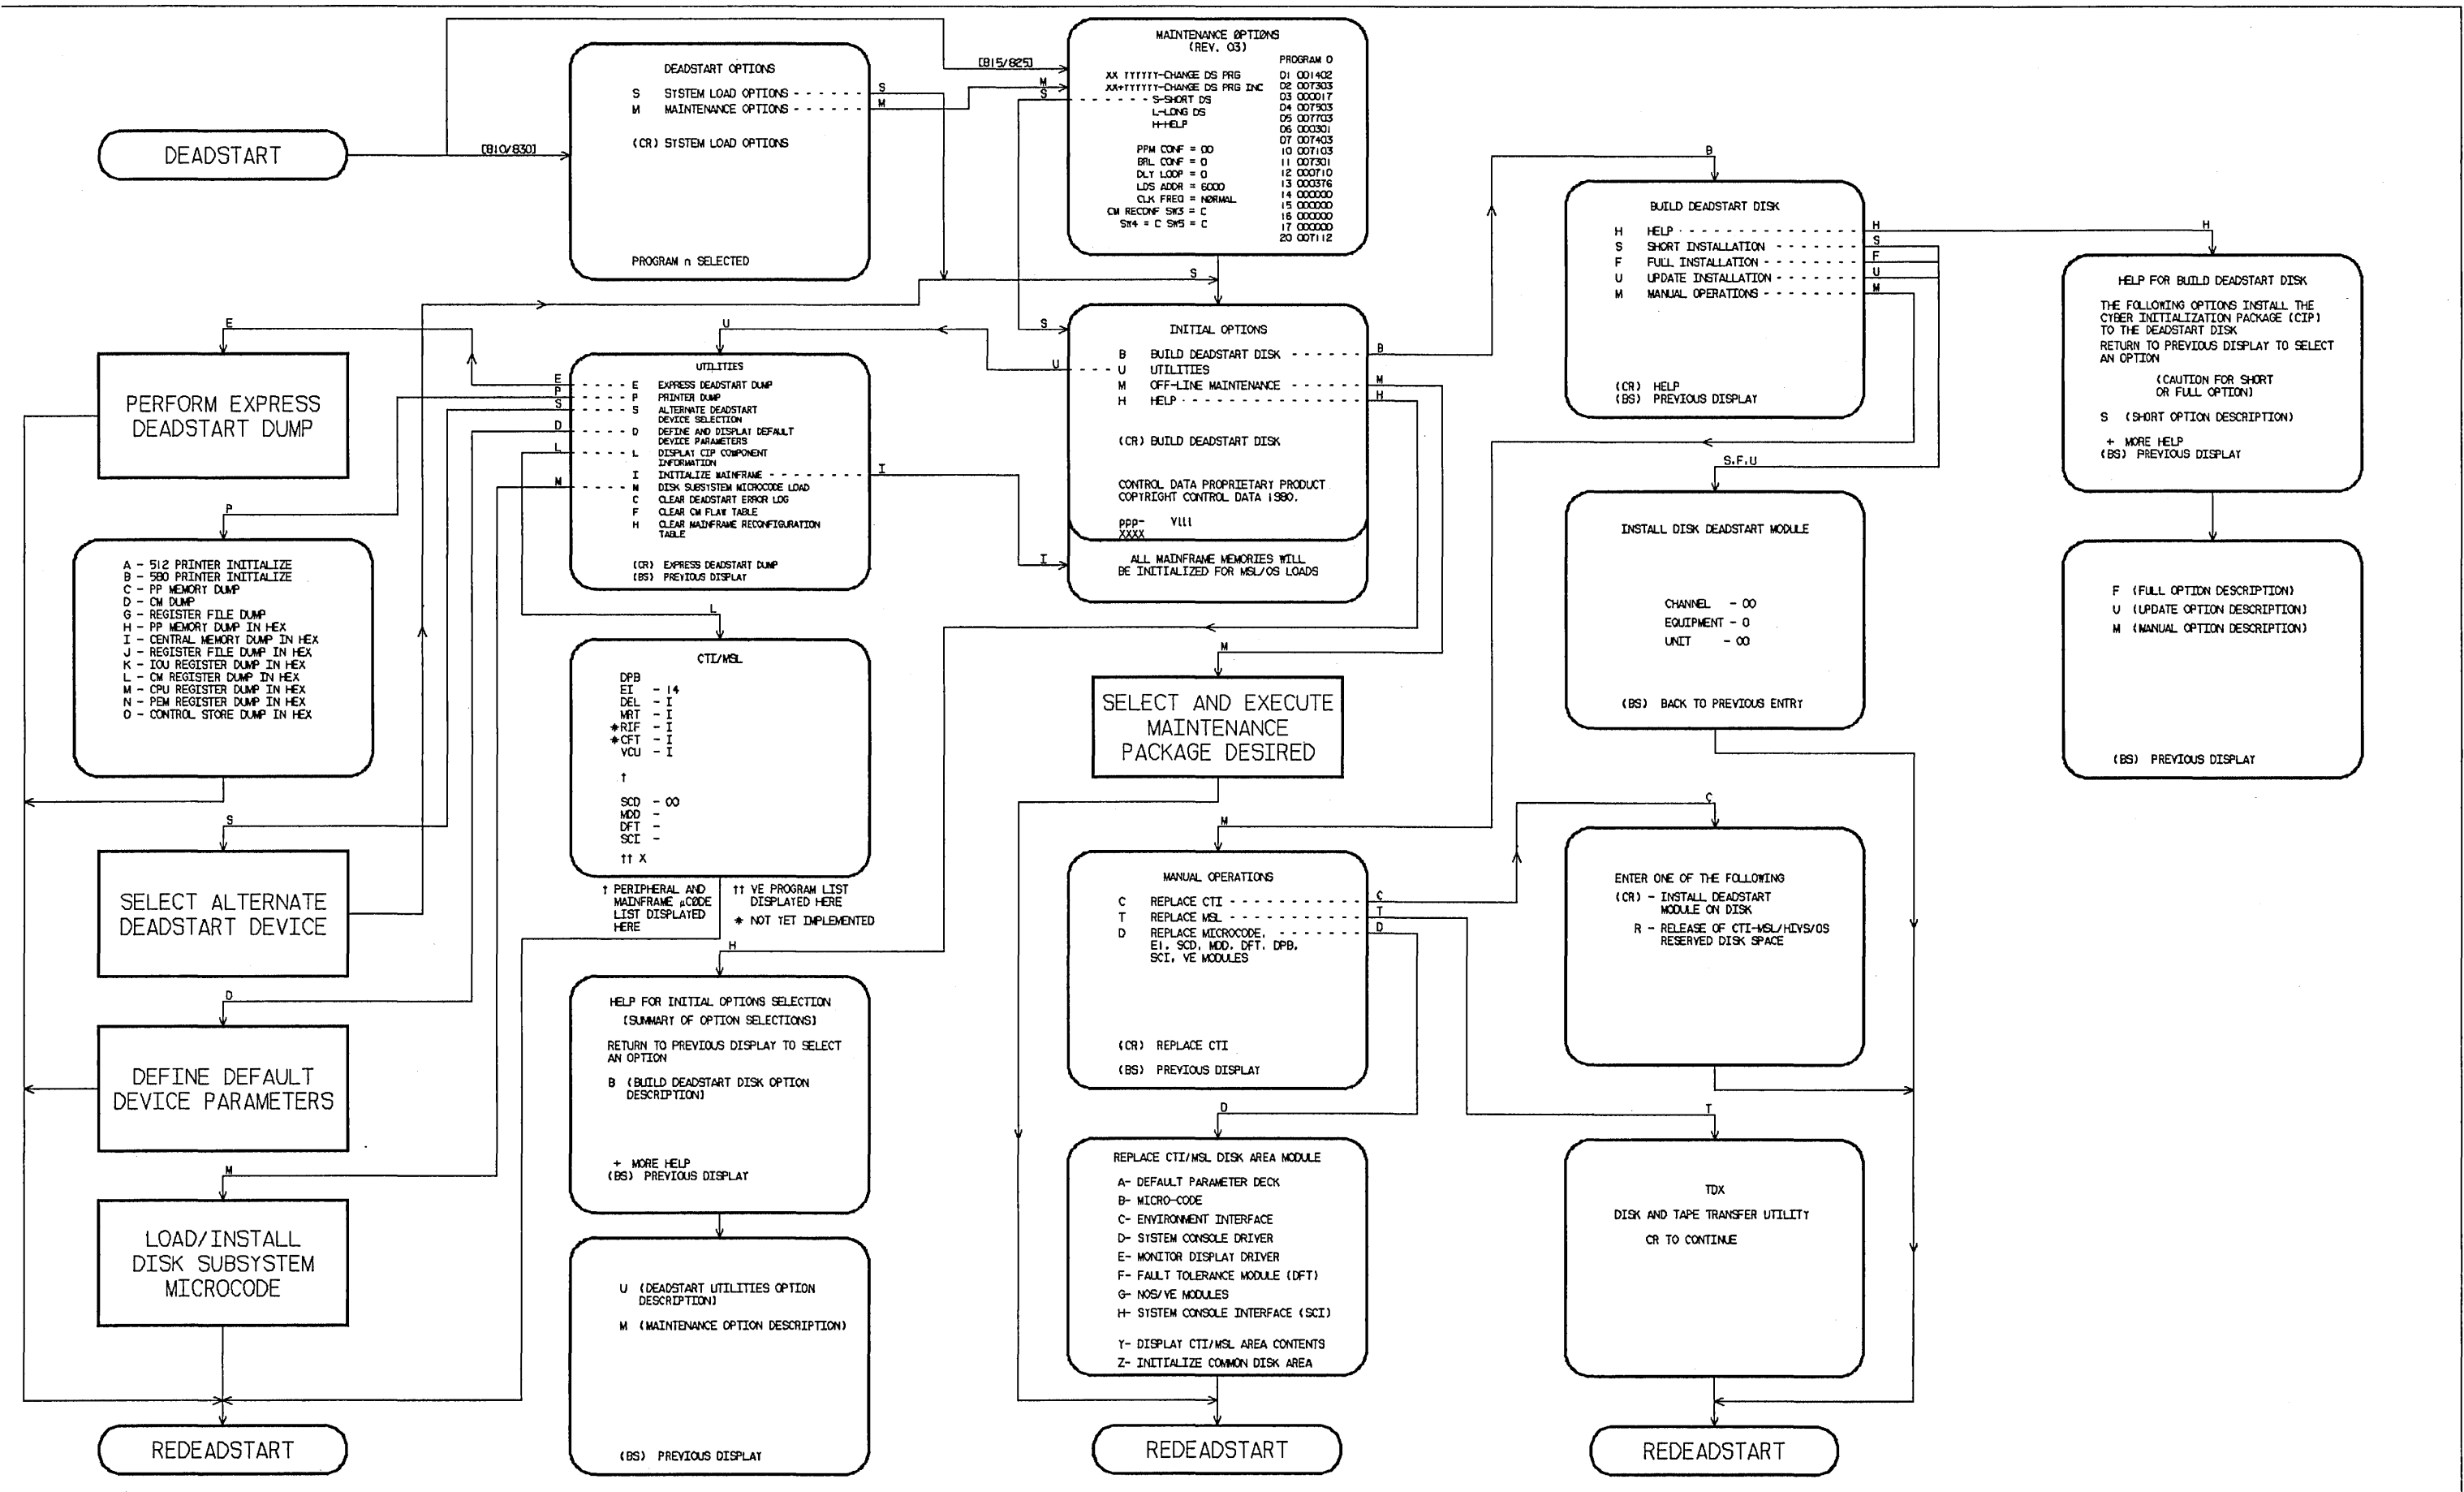 DEADSTART
[810/830]
[815/825]
DEADSTART OPTIONS
S SYSTEM LOAD OPTIONS - - - - - - S
M MAINTENANCE OPTIONS - - - - - - M
(CR) SYSTEM LOAD OPTIONS
PROGRAM n SELECTED
M
S
MAINTENANCE OPTIONS
(REV. 03)
PROGRAM 0
XX YYYYYY-CHANGE DS PRG
XX+YYYYYY-CHANGE DS PRG INC
S-SHORT DS
L-LONG DS
H-HELP
PPM CONF = 00
BRL CONF = 0
DLY LOOP = 0
LDS ADDR = 6000
CLK FREQ = NORMAL
CM RECONF SW3 = C
SW4 = C SW5 = C
01 001402
02 007303
03 000017
04 007503
05 007703
06 000301
07 007403
10 007103
11 007301
12 000710
13 000376
14 000000
15 000000
16 000000
17 000000
20 007112
S
S
INITIAL OPTIONS
B BUILD DEADSTART DISK - - - - - - B
U - - - U UTILITIES
M OFF-LINE MAINTENANCE - - - - - - M
H HELP - - - - - - H
(CR) BUILD DEADSTART DISK
CONTROL DATA PROPRIETARY PRODUCT
COPYRIGHT CONTROL DATA 1980.
ppp- Vlll
XXXX
I
ALL MAINFRAME MEMORIES WILL
BE INITIALIZED FOR MSL/OS LOADS
B
BUILD DEADSTART DISK
H HELP - - - - - - H
S SHORT INSTALLATION - - - - - - S
F FULL INSTALLATION - - - - - - F
U UPDATE INSTALLATION - - - - - - U
M MANUAL OPERATIONS - - - - - - M
(CR) HELP
(BS) PREVIOUS DISPLAY
H
HELP FOR BUILD DEADSTART DISK
THE FOLLOWING OPTIONS INSTALL THE
CYBER INITIALIZATION PACKAGE (CIP)
TO THE DEADSTART DISK
RETURN TO PREVIOUS DISPLAY TO SELECT
AN OPTION
(CAUTION FOR SHORT
OR FULL OPTION)
S (SHORT OPTION DESCRIPTION)
+ MORE HELP
(BS) PREVIOUS DISPLAY
F (FULL OPTION DESCRIPTION)
U (UPDATE OPTION DESCRIPTION)
M (MANUAL OPTION DESCRIPTION)
(BS) PREVIOUS DISPLAY
U
UTILITIES
E - - - - E EXPRESS DEADSTART DUMP
P - - - - P PRINTER DUMP
S - - - - S ALTERNATE DEADSTART
DEVICE SELECTION
D - - - - D DEFINE AND DISPLAY DEFAULT
DEVICE PARAMETERS
L - - - - L DISPLAY CIP COMPONENT
INFORMATION
I INITIALIZE MAINFRAME - - - - - - I
M - - - - M DISK SUBSYSTEM MICROCODE LOAD
C CLEAR DEADSTART ERROR LOG
F CLEAR CM FLAW TABLE
H CLEAR MAINFRAME RECONFIGURATION
TABLE
(CR) EXPRESS DEADSTART DUMP
(BS) PREVIOUS DISPLAY
E
PERFORM EXPRESS
DEADSTART DUMP
P
A - 512 PRINTER INITIALIZE
B - 580 PRINTER INITIALIZE
C - PP MEMORY DUMP
D - CM DUMP
G - REGISTER FILE DUMP
H - PP MEMORY DUMP IN HEX
I - CENTRAL MEMORY DUMP IN HEX
J - REGISTER FILE DUMP IN HEX
K - IOU REGISTER DUMP IN HEX
L - CM REGISTER DUMP IN HEX
M - CPU REGISTER DUMP IN HEX
N - PEM REGISTER DUMP IN HEX
O - CONTROL STORE DUMP IN HEX
S
SELECT ALTERNATE
DEADSTART DEVICE
D
DEFINE DEFAULT
DEVICE PARAMETERS
M
LOAD/INSTALL
DISK SUBSYSTEM
MICROCODE
REDEADSTART
L
CTI/MSL
DPB
EI - 14
DEL - I
MRT - I
*RIF - I
*CFT - I
VCU - I
†
SCD - 00
MDD -
DFT -
SCI -
†† X
† PERIPHERAL AND
MAINFRAME µCODE
LIST DISPLAYED
HERE
†† VE PROGRAM LIST
DISPLAYED HERE
* NOT YET IMPLEMENTED
H
HELP FOR INITIAL OPTIONS SELECTION
[SUMMARY OF OPTION SELECTIONS]
RETURN TO PREVIOUS DISPLAY TO SELECT
AN OPTION
B (BUILD DEADSTART DISK OPTION
DESCRIPTION]
+ MORE HELP
(BS) PREVIOUS DISPLAY
U (DEADSTART UTILITIES OPTION
DESCRIPTION]
M (MAINTENANCE OPTION DESCRIPTION)
(BS) PREVIOUS DISPLAY
M
SELECT AND EXECUTE
MAINTENANCE
PACKAGE DESIRED
M
MANUAL OPERATIONS
C REPLACE CTI - - - - - - C
T REPLACE MSL - - - - - - T
D REPLACE MICROCODE, - - - - - - D
EI, SCD, MDD, DFT, DPB,
SCI, VE MODULES
(CR) REPLACE CTI
(BS) PREVIOUS DISPLAY
D
REPLACE CTI/MSL DISK AREA MODULE
A- DEFAULT PARAMETER DECK
B- MICRO-CODE
C- ENVIRONMENT INTERFACE
D- SYSTEM CONSOLE DRIVER
E- MONITOR DISPLAY DRIVER
F- FAULT TOLERANCE MODULE (DFT)
G- NOS/VE MODULES
H- SYSTEM CONSOLE INTERFACE (SCI)
Y- DISPLAY CTI/MSL AREA CONTENTS
Z- INITIALIZE COMMON DISK AREA
REDEADSTART
S.F.U
INSTALL DISK DEADSTART MODULE
CHANNEL - 00
EQUIPMENT - 0
UNIT - 00
(BS) BACK TO PREVIOUS ENTRY
C
ENTER ONE OF THE FOLLOWING
(CR) - INSTALL DEADSTART
MODULE ON DISK
R - RELEASE OF CTI-MSL/HIVS/OS
RESERVED DISK SPACE
T
TDX
DISK AND TAPE TRANSFER UTILITY
CR TO CONTINUE
REDEADSTART